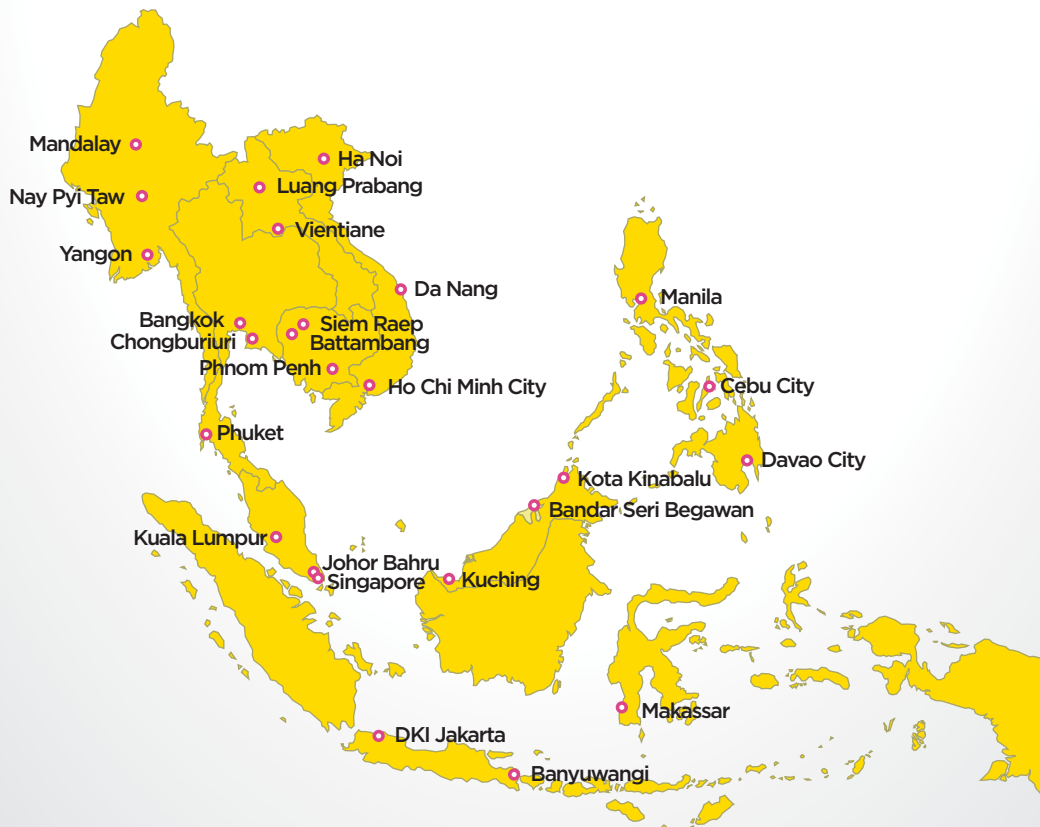 Mandalay
Ha Noi
Luang Prabang
Nay Pyi Taw
Vientiane
Yangon
Da Nang
Manila
Bangkok
Siem Raep
Chongburiuri
Battambang
Phnom Penh
Ho Chi Minh City
Cebu City
Phuket
Davao City
Kota Kinabalu
Bandar Seri Begawan
Kuala Lumpur
Johor Bahru
Singapore
Kuching
Makassar
DKI Jakarta
Banyuwangi